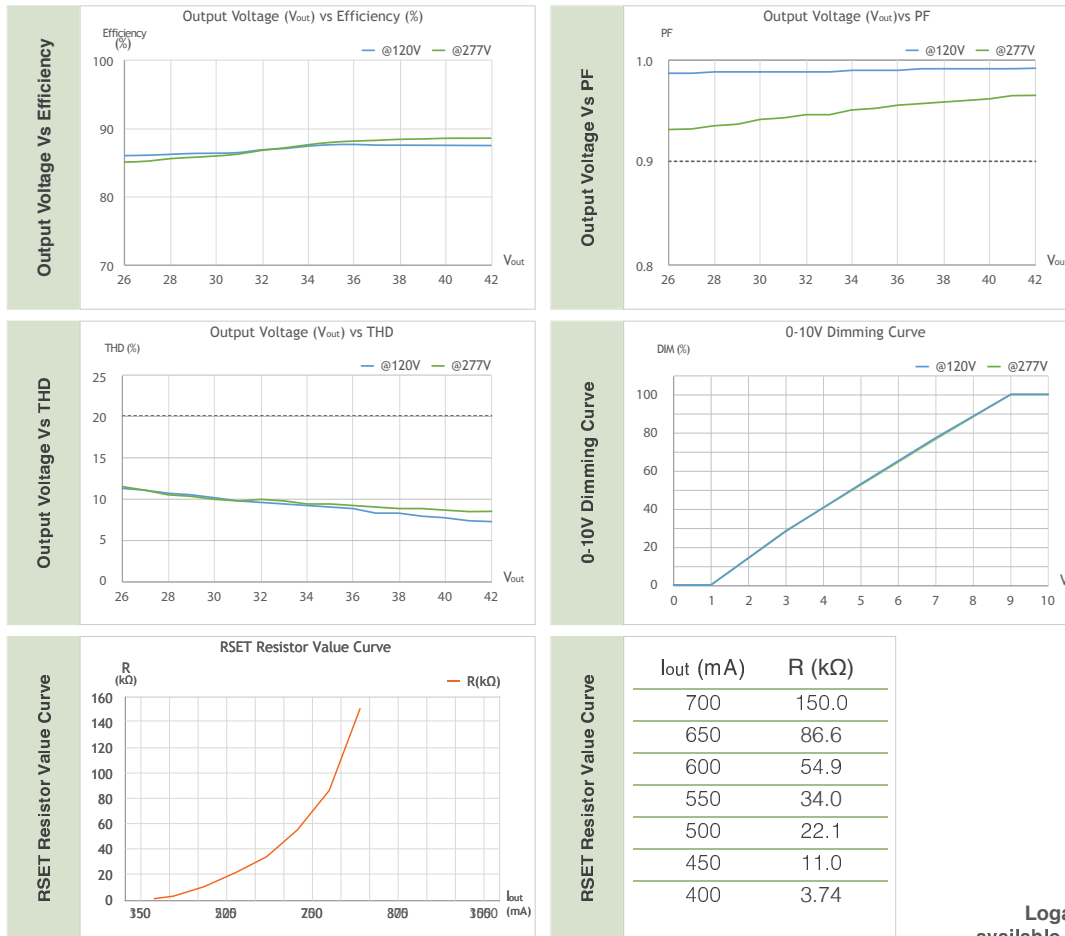 Output Voltage Vs Efficiency
Output Voltage (Vout) vs Efficiency (%)
Efficiency
(%)
@120V @277V
100
90
80
70
26 28 30 32 34 36 38 40 42
Vout
Output Voltage Vs PF
Output Voltage (Vout)vs PF
PF
@120V @277V
1.0
0.9
0.8
26 28 30 32 34 36 38 40 42
Vou
Output Voltage Vs THD
Output Voltage (Vout) vs THD
THD (%)
@120V @277V
25
20
15
10
5
0
26 28 30 32 34 36 38 40 42
Vout
0-10V Dimming Curve
0-10V Dimming Curve
DIM (%)
@120V @277V
100
80
60
40
20
0
0 1 2 3 4 5 6 7 8 9 10
RSET Resistor Value Curve
RSET Resistor Value Curve
R
(kΩ)
R(kΩ)
160
140
120
100
80
60
40
20
0
Iout
(mA)
RSET Resistor Value Curve
Iout (mA) R (kΩ)
700 150.0
650 86.6
600 54.9
550 34.0
500 22.1
450 11.0
400 3.74